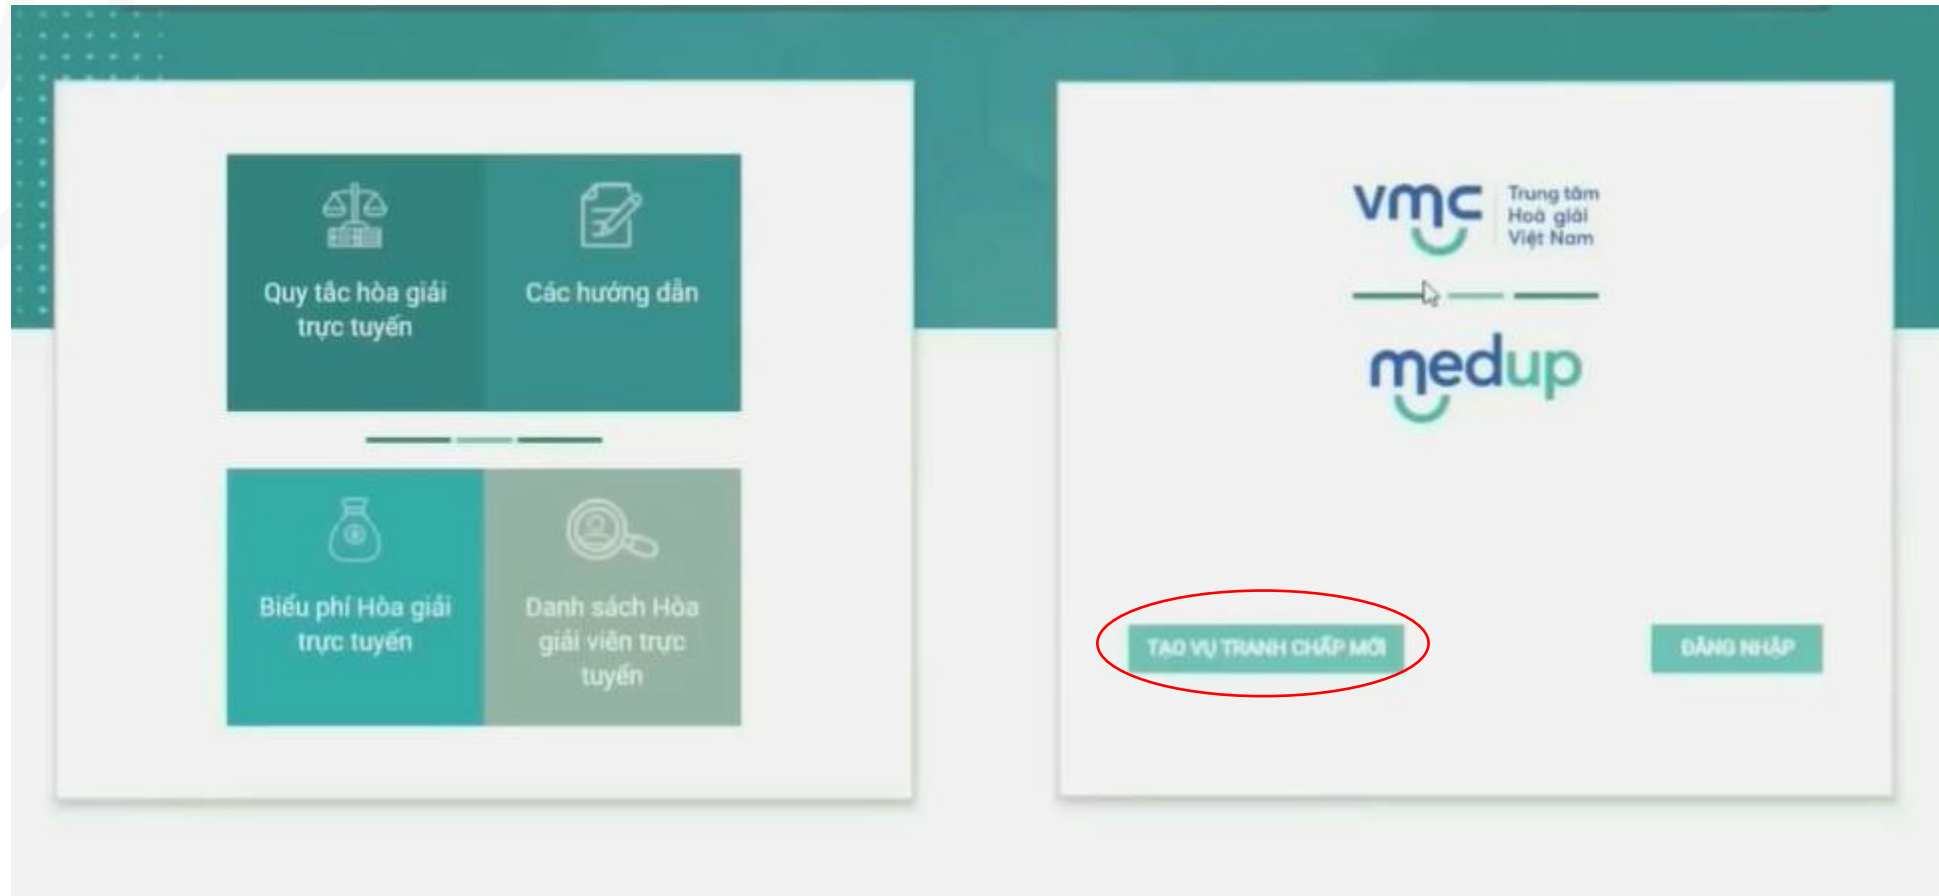 Quy tắc hòa giải
trực tuyến
Các hướng dẫn
Biểu phí Hòa giải
trực tuyến
Danh sách Hòa
giải viên trực
tuyến
vmc
Trung tâm
Hoà giải
Việt Nam
medup
TẠO VỤ TRANH CHẤP MỚI
ĐĂNG NHẬP